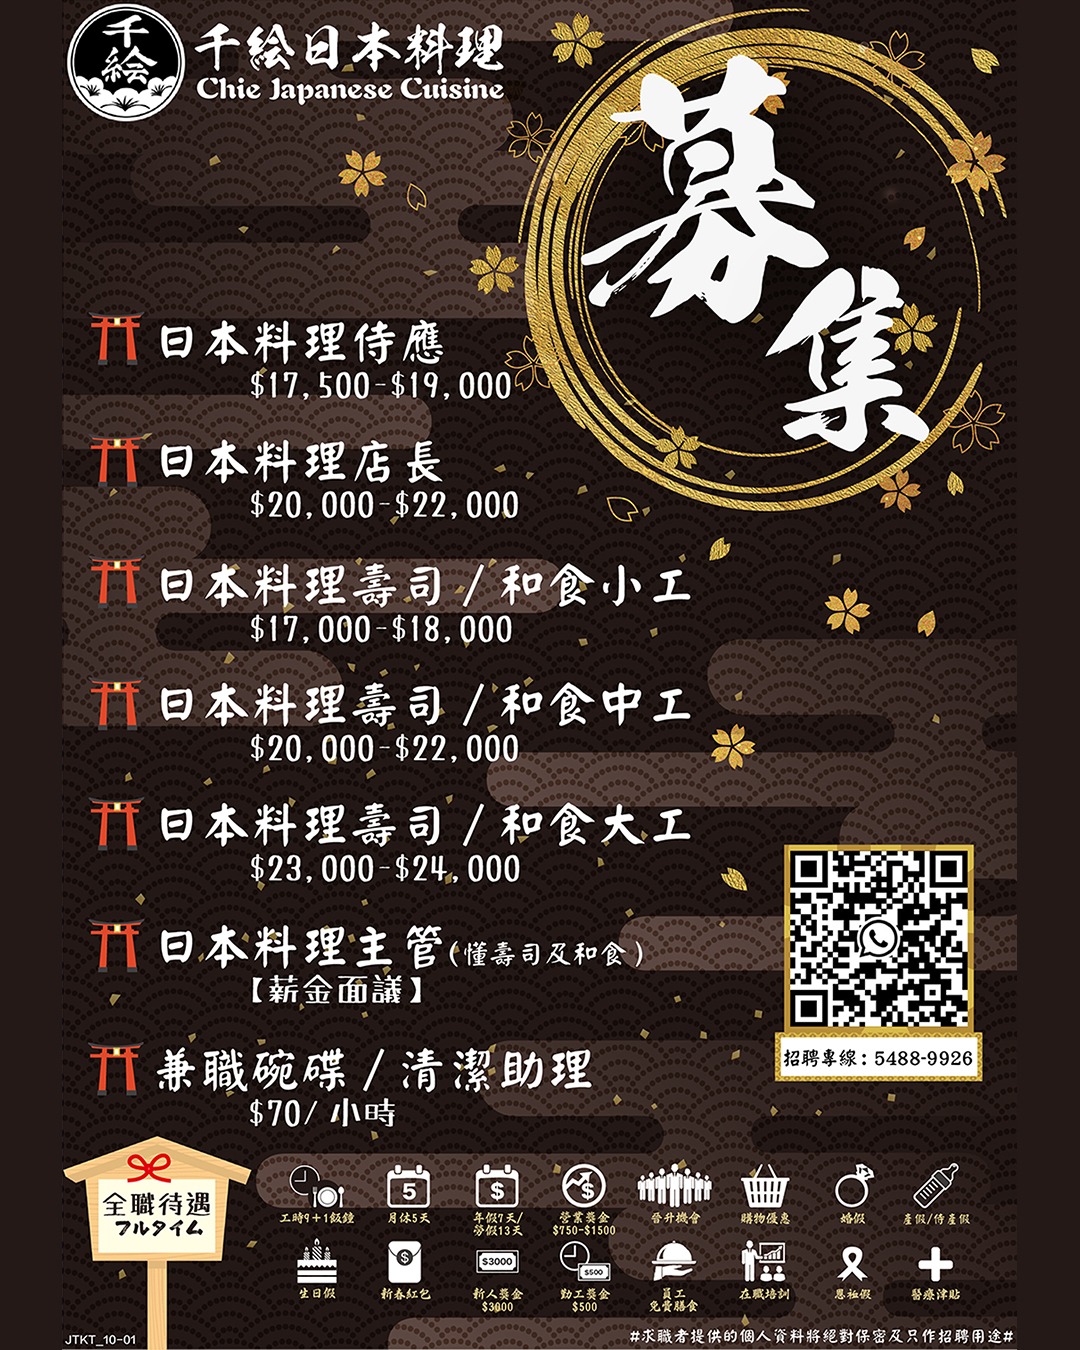 千絵
千絵日本料理
Chie Japanese Cuisine
募集
日本料理侍應
$17,500-$19,000
日本料理店長
$20,000-$22,000
日本料理壽司/和食小工
$17,000-$18,000
日本料理壽司/和食中工
$20,000-$22,000
日本料理壽司/和食大工
$23,000-$24,000
日本料理主管(懂壽司及和食)
【薪金面議】
兼職碗碟/清潔助理
$70/小時
招聘專線:5488-9926
全職待遇
フルタイム
工時9+1飯鐘
5
月休5天
$
年假7天/
勞假13天
$
營業獎金
$750-$1500
晉升機會
購物優惠
婚假
產假/侍產假
生日假
$
新春紅包
$3000
新人獎金
$3000
$500
勤工獎金
$500
員工
免費膳食
在職培訓
恩恤假
醫療津貼
JTKT_10-01
#求職者提供的個人資料將絕對保密及只作招聘用途#